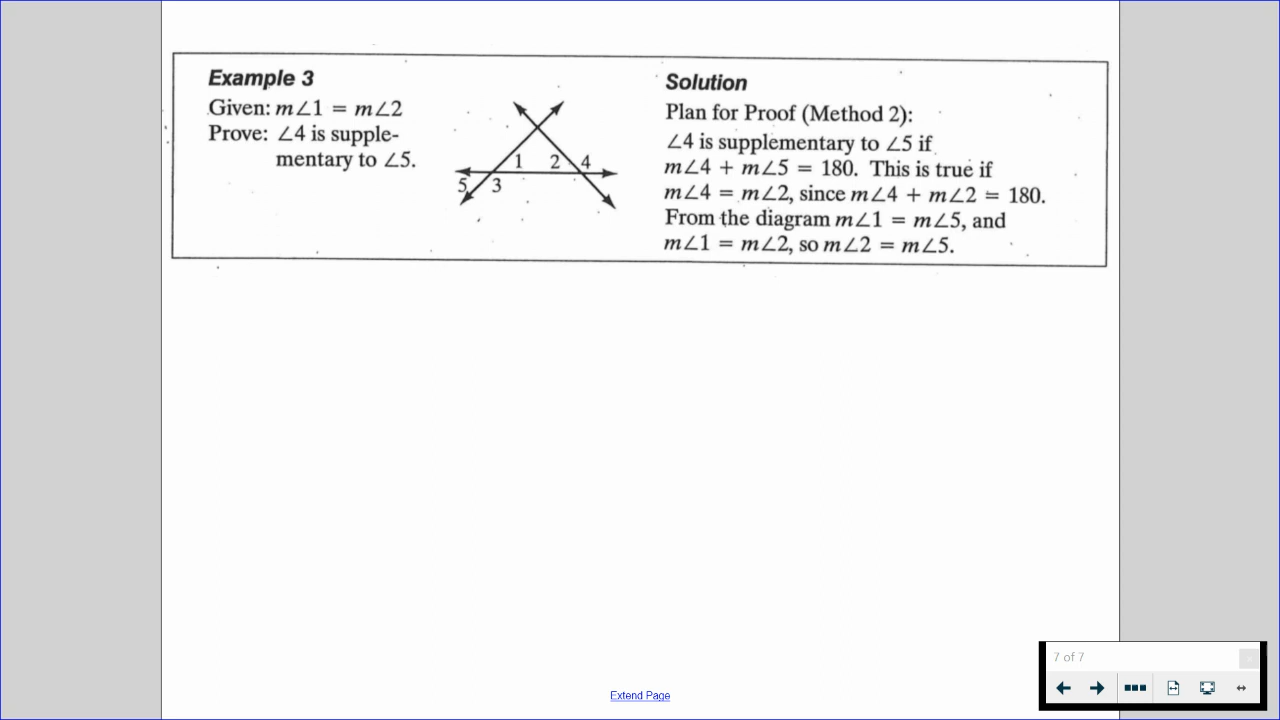 Example 3
Given: m∠1 = m∠2
Prove: ∠4 is supple-
mentary to ∠5.
1 2 4
5 3
Solution
Plan for Proof (Method 2):
∠4 is supplementary to ∠5 if
m∠4 + m∠5 = 180. This is true if
m∠4 = m∠2, since m∠4 + m∠2 = 180.
From the diagram m∠1 = m∠5, and
m∠1 = m∠2, so m∠2 = m∠5.
7 of 7
Extend Page